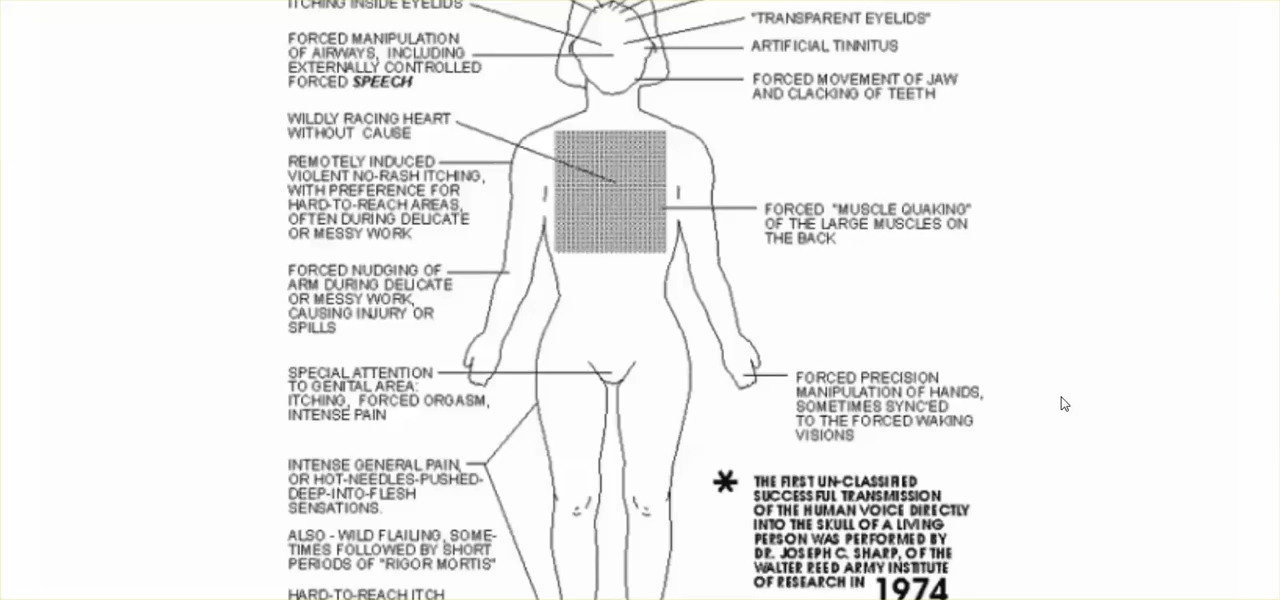 ITCHING INSIDE EYELIDS
FORCED MANIPULATION
OF AIRWAYS, INCLUDING
EXTERNALLY CONTROLLED
FORCED SPEECH
WILDLY RACING HEART
WITHOUT CAUSE
REMOTELY INDUCED
VIOLENT NO-RASH ITCHING,
WITH PREFERENCE FOR
HARD-TO-REACH AREAS,
OFTEN DURING DELICATE
OR MESSY WORK
FORCED NUDGING OF
ARM DURING DELICATE
OR MESSY WORK,
CAUSING INJURY OR
SPILLS
SPECIAL ATTENTION
TO GENITAL AREA:
ITCHING, FORCED ORGASM,
INTENSE PAIN
INTENSE GENERAL PAIN,
OR HOT-NEEDLES-PUSHED-
DEEP-INTO-FLESH
SENSATIONS.
ALSO - WILD FLAILING, SOME-
TIMES FOLLOWED BY SHORT
PERIODS OF "RIGOR MORTIS"
HARD-TO-REACH ITCH
"TRANSPARENT EYELIDS"
ARTIFICIAL TINNITUS
FORCED MOVEMENT OF JAW
AND CLACKING OF TEETH
FORCED "MUSCLE QUAKING"
OF THE LARGE MUSCLES ON
THE BACK
FORCED PRECISION
MANIPULATION OF HANDS,
SOMETIMES SYNC'ED
TO THE FORCED WAKING
VISIONS
* THE FIRST UN-CLASSIFIED
SUCCESSFUL TRANSMISSION
OF THE HUMAN VOICE DIRECTLY
INTO THE SKULL OF A LIVING
PERSON WAS PERFORMED BY
DR. JOSEPH C. SHARP, OF THE
WALTER REED ARMY INSTITUTE
OF RESEARCH IN 1974